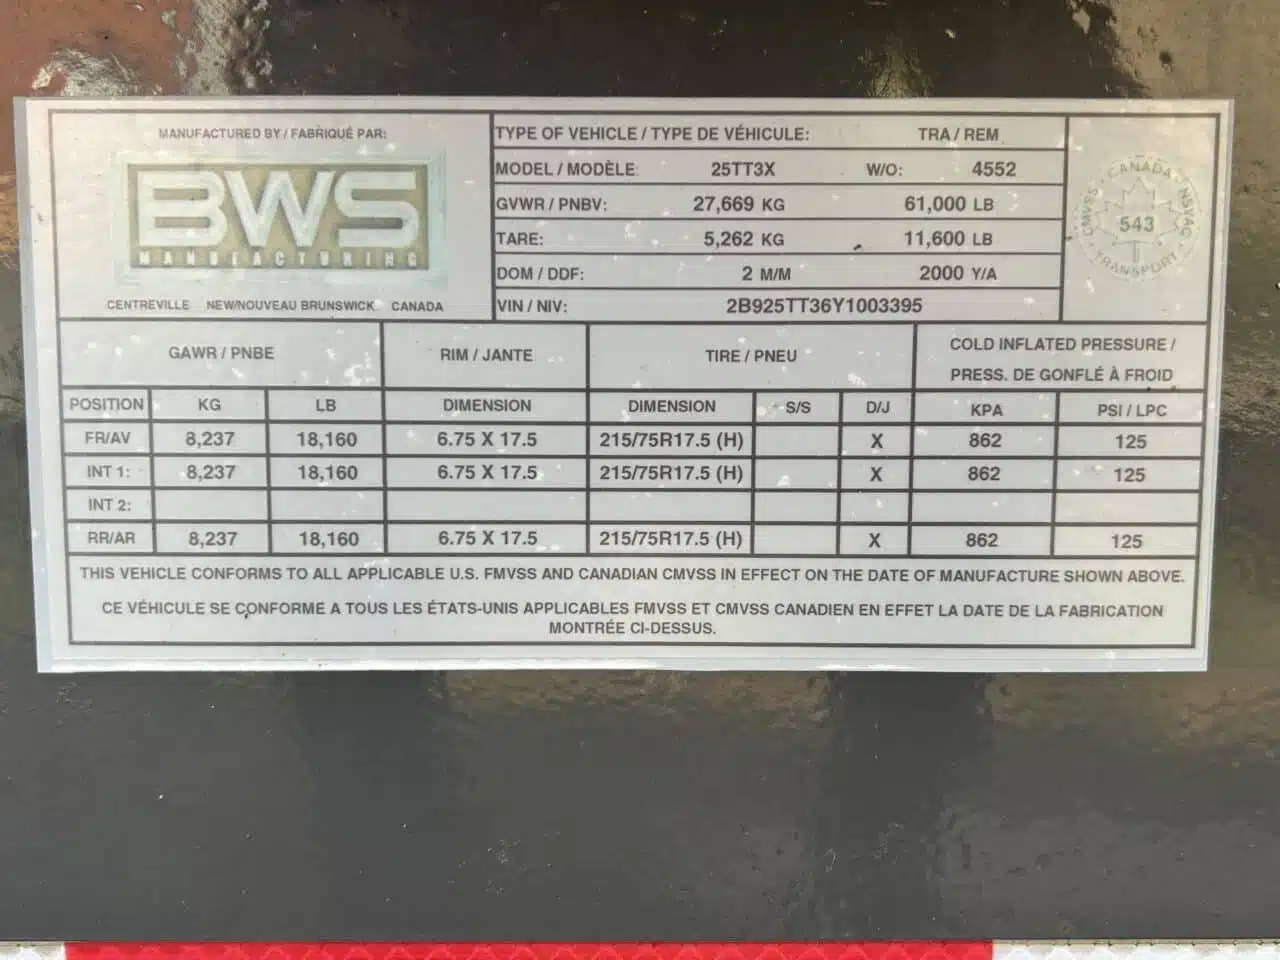 MANUFACTURED BY / FABRIQUÉ PAR:
BWS
MANUFACTURING
CENTREVILLE NEW/NOUVEAU BRUNSWICK CANADA
TYPE OF VEHICLE / TYPE DE VÉHICULE: TRA / REM
MODEL / MODÈLE: 25TT3X W/O: 4552
GVWR / PNBV: 27,669 KG 61,000 LB
TARE: 5,262 KG 11,600 LB
DOM / DDF: 2 M/M 2000 Y/A
VIN / NIV: 2B925TT36Y1003395
CANADA
CMVSS 543 NSVAC
TRANSPORT
GAWR / PNBE RIM / JANTE TIRE / PNEU COLD INFLATED PRESSURE /
PRESS. DE GONFLÉ À FROID
POSITION KG LB DIMENSION DIMENSION S/S D/J KPA PSI / LPC
FR/AV 8,237 18,160 6.75 X 17.5 215/75R17.5 (H) X 862 125
INT 1: 8,237 18,160 6.75 X 17.5 215/75R17.5 (H) X 862 125
INT 2:
RR/AR 8,237 18,160 6.75 X 17.5 215/75R17.5 (H) X 862 125
THIS VEHICLE CONFORMS TO ALL APPLICABLE U.S. FMVSS AND CANADIAN CMVSS IN EFFECT ON THE DATE OF MANUFACTURE SHOWN ABOVE.
CE VÉHICULE SE CONFORME A TOUS LES ÉTATS-UNIS APPLICABLES FMVSS ET CMVSS CANADIEN EN EFFET LA DATE DE LA FABRICATION
MONTRÉE CI-DESSUS.